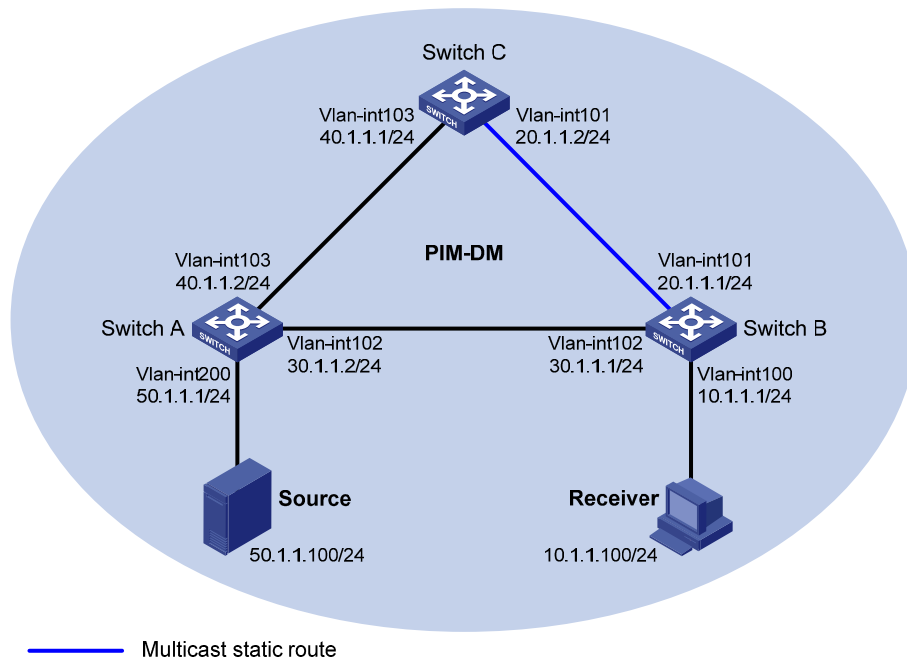 Switch C
SWITCH
Vlan-int103
40.1.1.1/24
Vlan-int101
20.1.1.2/24
PIM-DM
Vlan-int103
40.1.1.2/24
Vlan-int101
20.1.1.1/24
Switch A
SWITCH
Vlan-int102
30.1.1.2/24
Vlan-int102
30.1.1.1/24
SWITCH
Switch B
Vlan-int200
50.1.1.1/24
Vlan-int100
10.1.1.1/24
Source
50.1.1.100/24
Receiver
10.1.1.100/24
Multicast static route